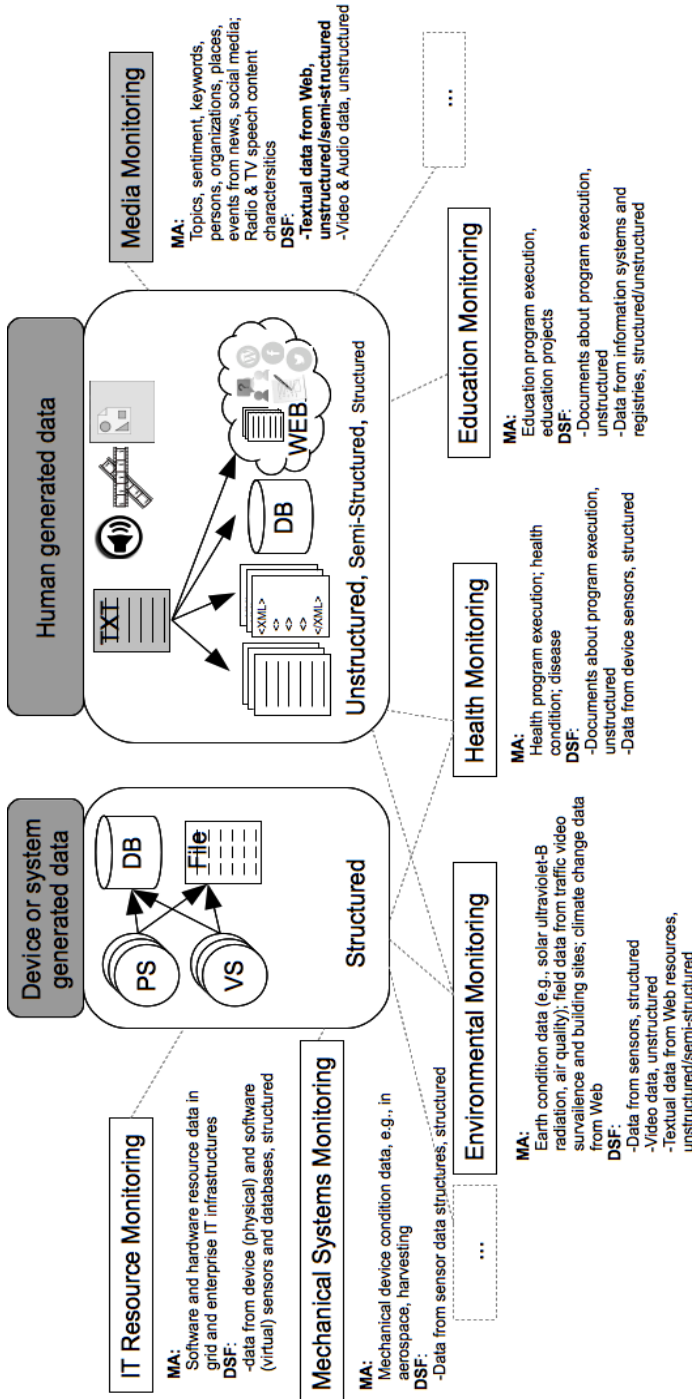 Device or system
generated data
PS
VS
DB
File
Structured
Human generated data
TXT
<XML>
<>
<>
<>
</XML>
DB
WEB
Unstructured, Semi-Structured, Structured
IT Resource Monitoring
MA:
Software and hardware resource data in
grid and enterprise IT infrastructures
DSF:
-data from device (physical) and software
(virtual) sensors and databases, structured
Mechanical Systems Monitoring
MA:
Mechanical device condition data, e.g., in
aerospace, harvesting
DSF:
-Data from sensor data structures, structured
...
Environmental Monitoring
MA:
Earth condition data (e.g., solar ultraviolet-B
radiation, air quality); field data from traffic video
survailence and building sites; climate change data
from Web
DSF:
-Data from sensors, structured
-Video data, unstructured
-Textual data from Web resources,
unstructured/semi-structured
Health Monitoring
MA:
Health program execution; health
condition; disease
DSF:
-Documents about program execution,
unstructured
-Data from device sensors, structured
Education Monitoring
MA:
Education program execution,
education projects
DSF:
-Documents about program execution,
unstructured
-Data from information systems and
registries, structured/unstructured
Media Monitoring
MA:
Topics, sentiment, keywords,
persons, organizations, places,
events from news, social media;
Radio & TV speech content
charactersitics
DSF:
-Textual data from Web,
unstructured/semi-structured
-Video & Audio data, unstructured
...